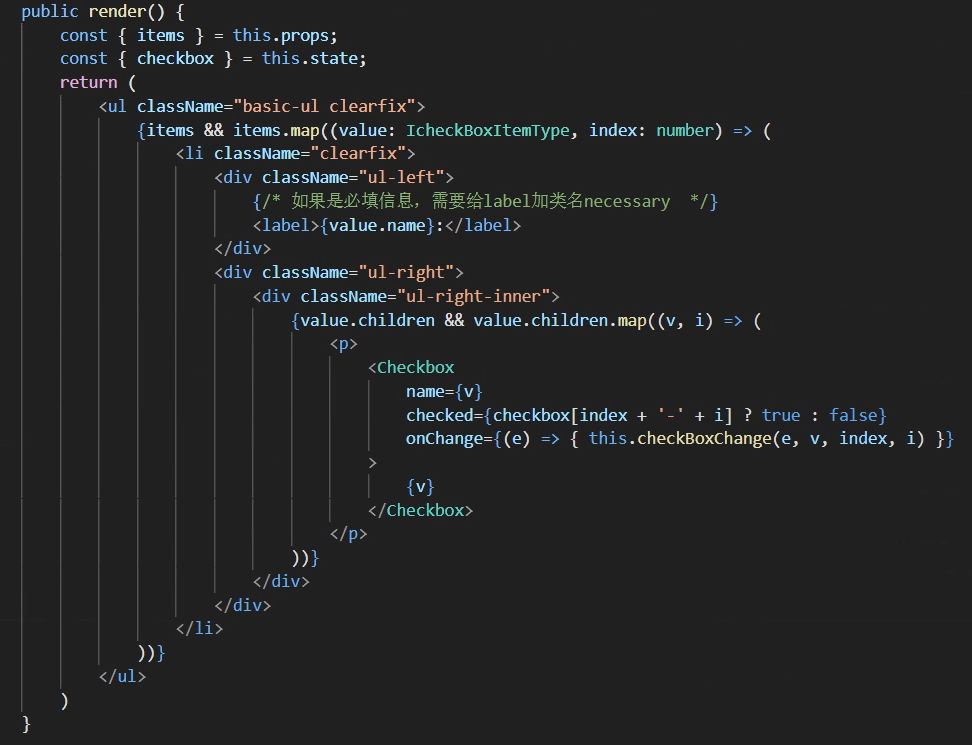 public render() {
    const { items } = this.props;
    const { checkbox } = this.state;
    return (
        <ul className="basic-ul clearfix">
            {items && items.map((value: IcheckBoxItemType, index: number) => (
                <li className="clearfix">
                    <div className="ul-left">
                        {/* 如果是必填信息，需要给label加类名necessary  */}
                        <label>{value.name}:</label>
                    </div>
                    <div className="ul-right">
                        <div className="ul-right-inner">
                            {value.children && value.children.map((v, i) => (
                                <p>
                                    <Checkbox
                                        name={v}
                                        checked={checkbox[index + '-' + i] ? true : false}
                                        onChange={(e) => { this.checkBoxChange(e, v, index, i) }}
                                    >
                                        {v}
                                    </Checkbox>
                                </p>
                            ))}
                        </div>
                    </div>
                </li>
            ))}
        </ul>
    )
}